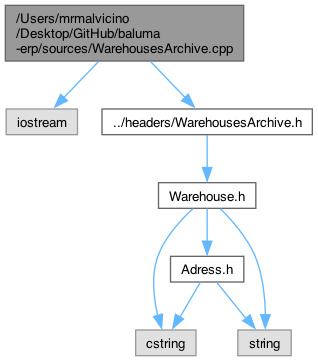 /Users/mrmalvicino
/Desktop/GitHub/baluma
-erp/sources/WarehousesArchive.cpp
iostream
../headers/WarehousesArchive.h
Warehouse.h
Adress.h
cstring
string